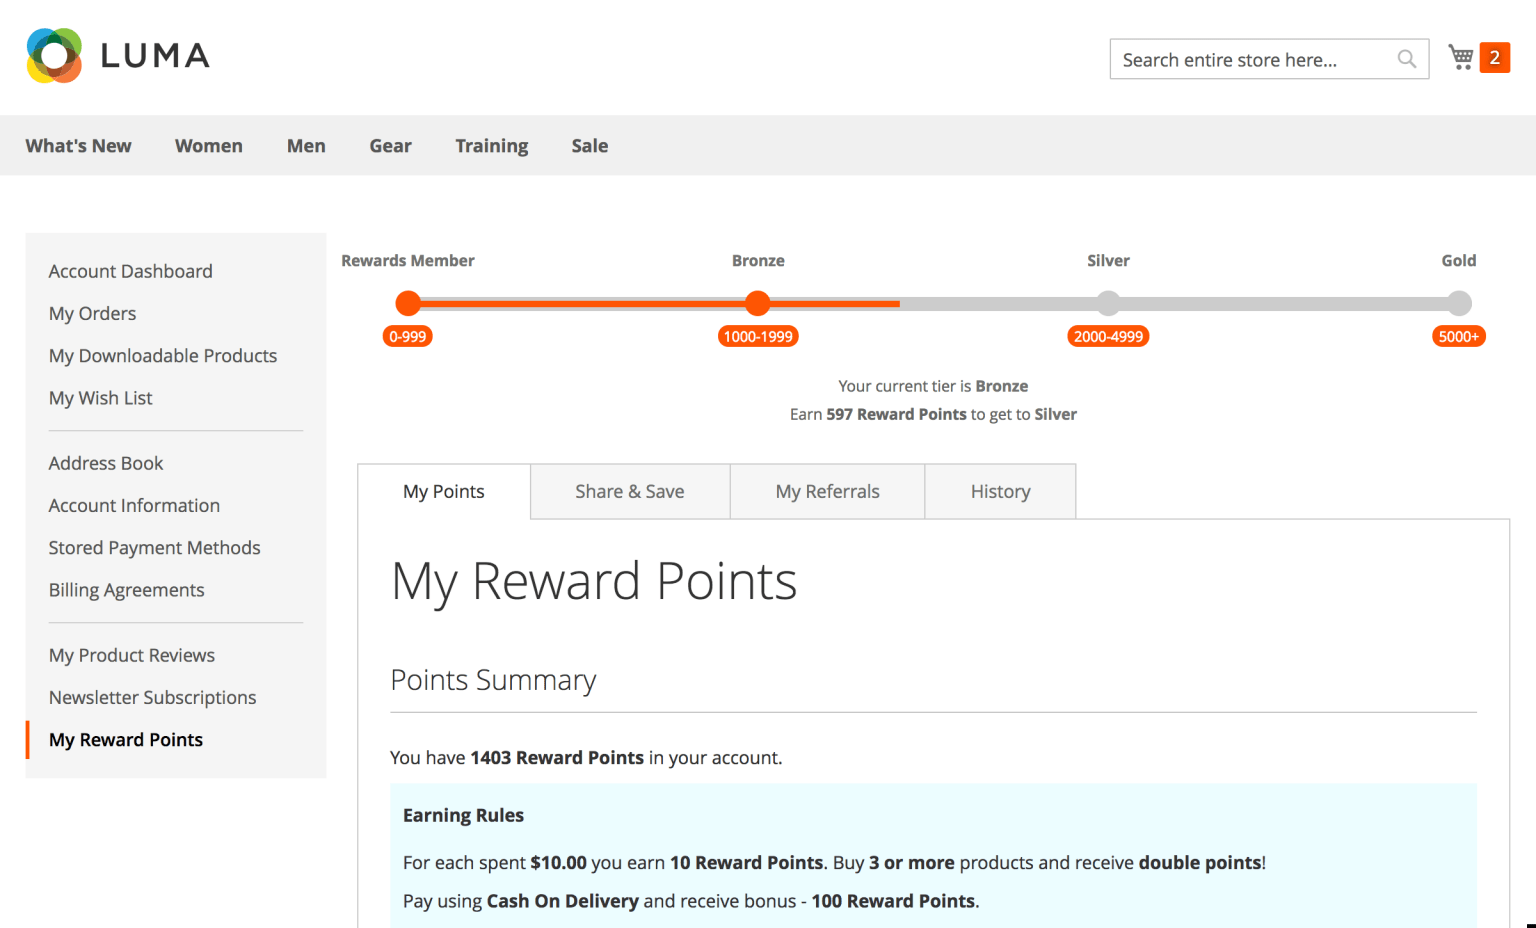 LUMA
Search entire store here...
2
What's New Women Men Gear Training Sale
Account Dashboard
My Orders
My Downloadable Products
My Wish List
Address Book
Account Information
Stored Payment Methods
Billing Agreements
My Product Reviews
Newsletter Subscriptions
My Reward Points
Rewards Member Bronze Silver Gold
0-999 1000-1999 2000-4999 5000+
Your current tier is Bronze
Earn 597 Reward Points to get to Silver
My Points Share & Save My Referrals History
My Reward Points
Points Summary
You have 1403 Reward Points in your account.
Earning Rules
For each spent $10.00 you earn 10 Reward Points. Buy 3 or more products and receive double points!
Pay using Cash On Delivery and receive bonus - 100 Reward Points.